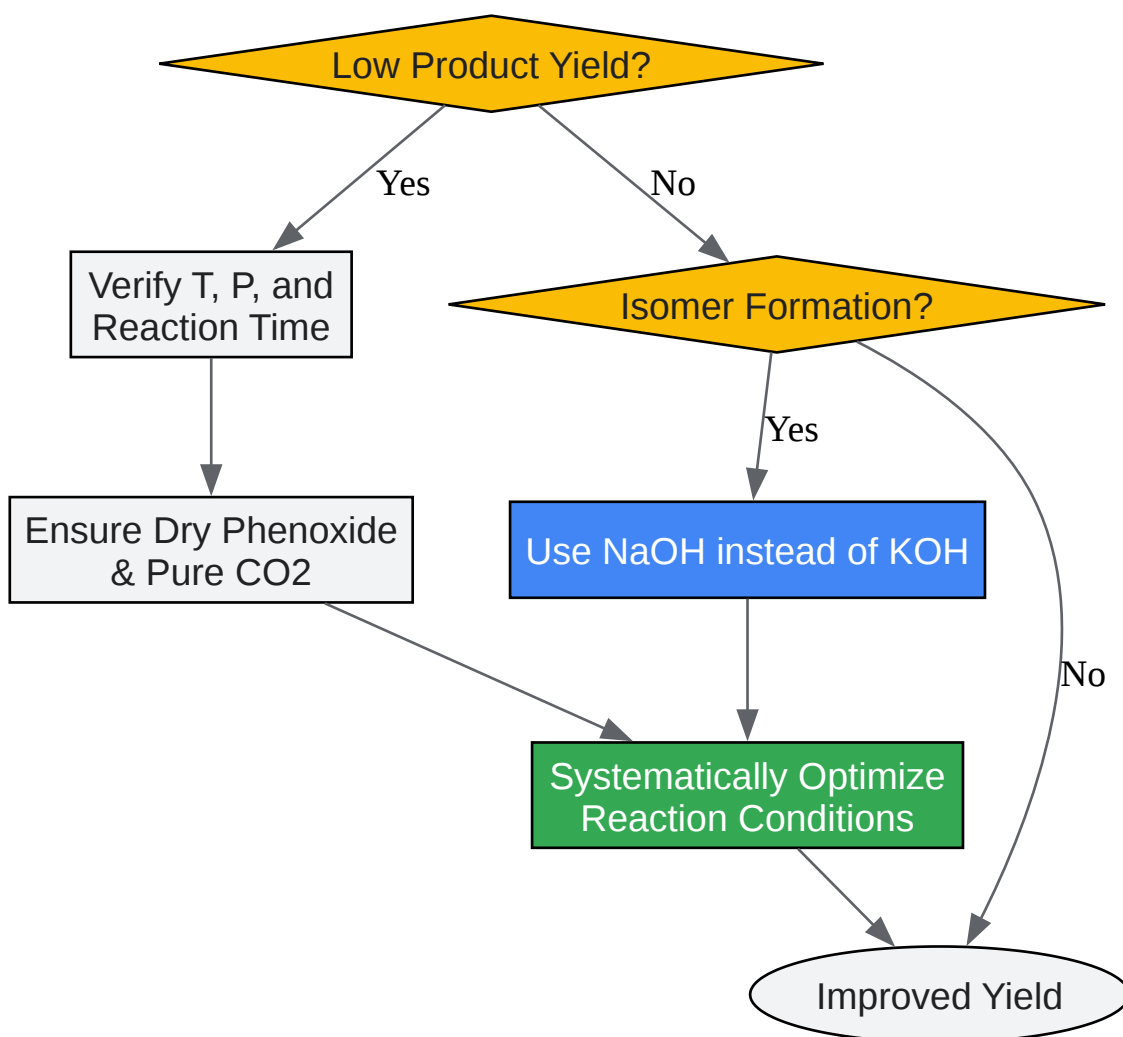 Low Product Yield?
Yes
No
Verify T, P, and
Reaction Time
Isomer Formation?
Yes
Ensure Dry Phenoxide
& Pure CO2
Use NaOH instead of KOH
No
Systematically Optimize
Reaction Conditions
Improved Yield